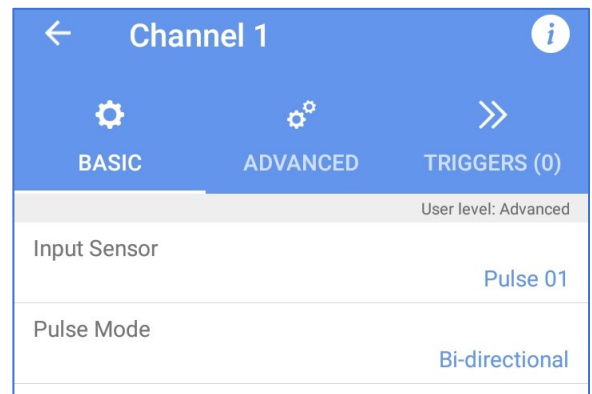 Channel 1
BASIC ADVANCED TRIGGERS (0)
User level: Advanced
Input Sensor
Pulse 01
Pulse Mode
Bi-directional